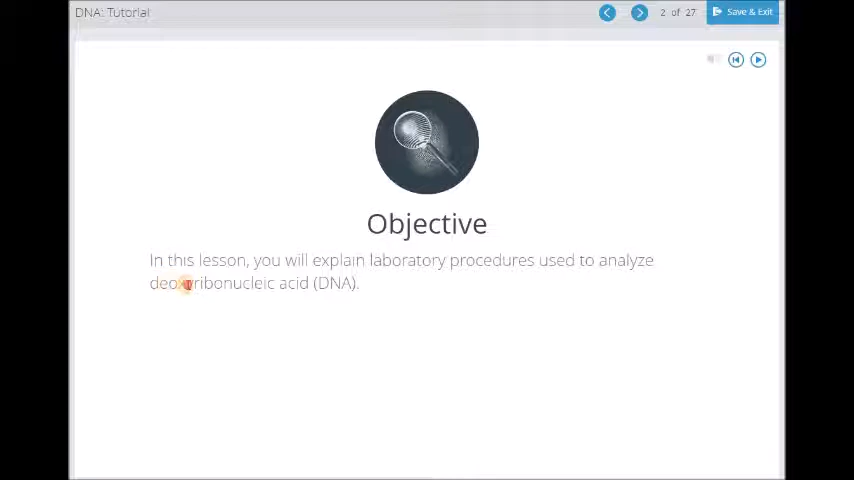 DNA: Tutorial
2 of 27
Save & Exit
Objective
In this lesson, you will explain laboratory procedures used to analyze
deoxyribonucleic acid (DNA).